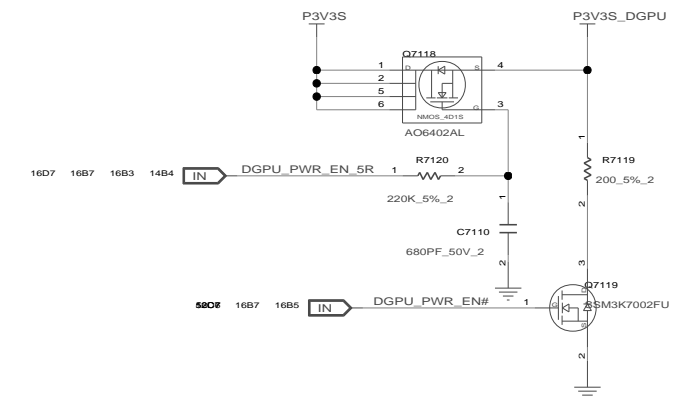 P3V3S P3V3S_DGPU
Q7118
1 D S 4
2
5
6 G 3
NMOS_4D1S
AO6402AL
1
R7119
200_5%_2
2
16D7 16B7 16B3 14B4 IN DGPU_PWR_EN_5R 1 R7120 2
220K_5%_2
1
C7110
680PF_50V_2
2
3
Q7119
D
SSM3K7002FU
16B7 16B5 IN DGPU_PWR_EN# 1 G
S
2